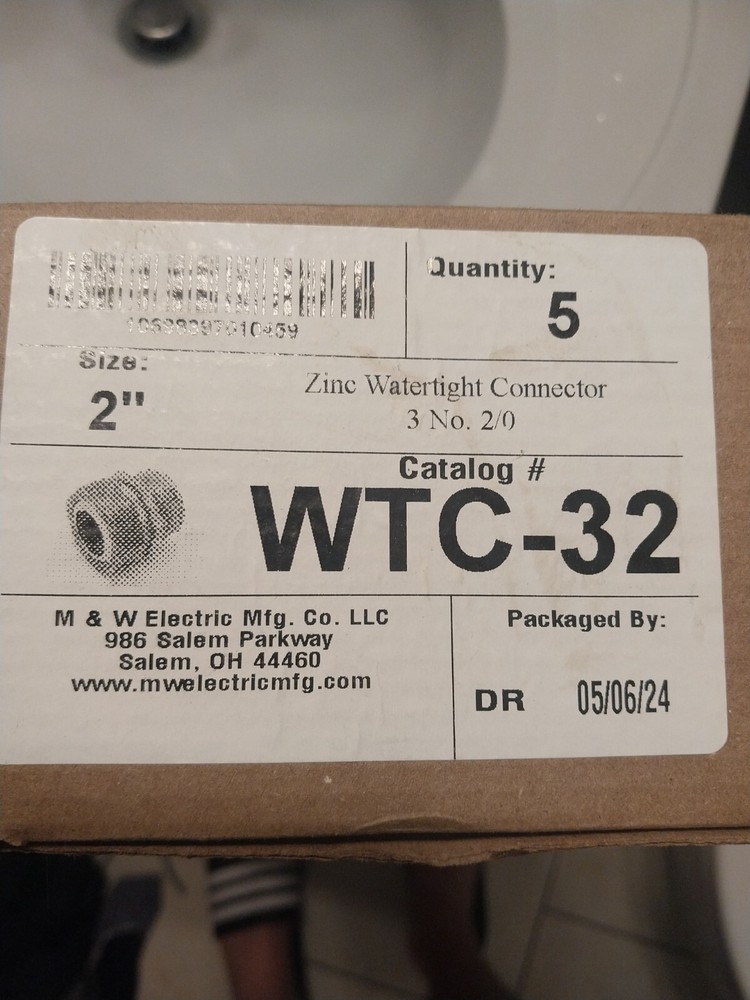 Quantity:
5
Size:
2"
Zinc Watertight Connector
3 No. 2/0
Catalog #
WTC-32
M & W Electric Mfg. Co. LLC
986 Salem Parkway
Salem, OH 44460
www.mwelectricmfg.com
Packaged By:
DR 05/06/24